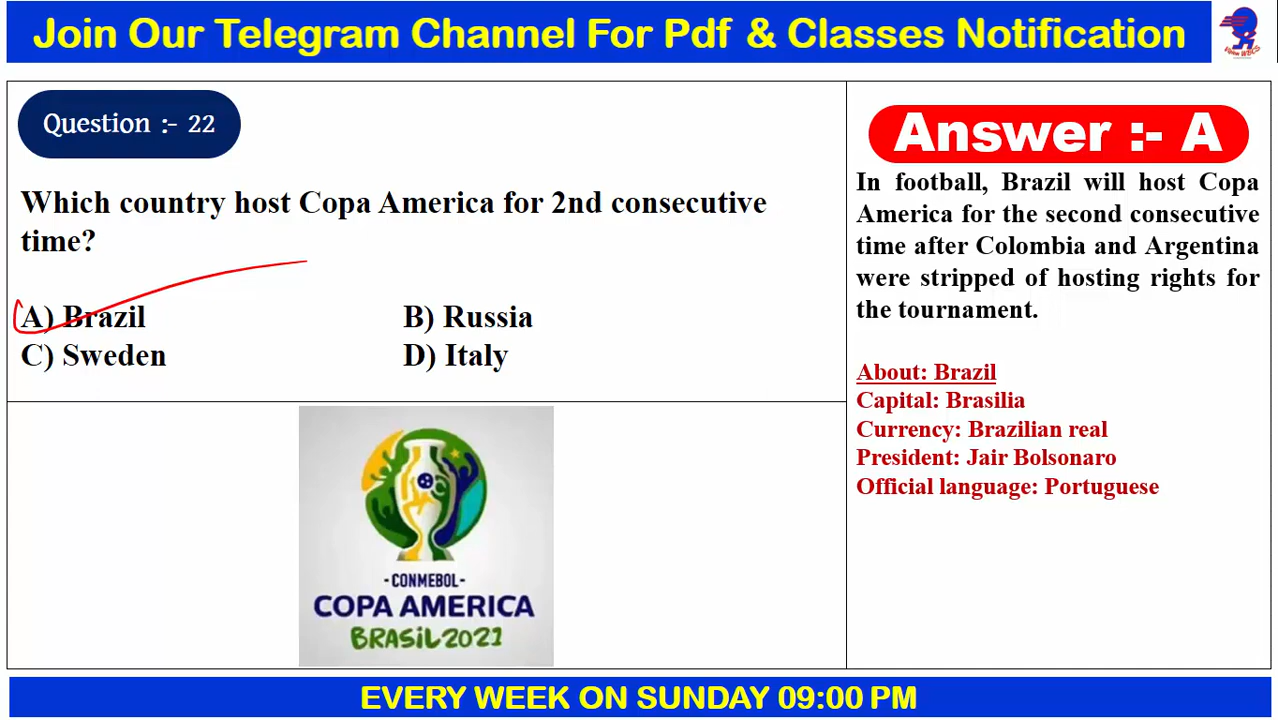 Join Our Telegram Channel For Pdf & Classes Notification
Question :- 22
Which country host Copa America for 2nd consecutive
time?
A) Brazil
B) Russia
C) Sweden
D) Italy
-CONMEBOL-
COPA AMERICA
BRASIL 2021
Answer :- A
In football, Brazil will host Copa
America for the second consecutive
time after Colombia and Argentina
were stripped of hosting rights for
the tournament.
About: Brazil
Capital: Brasilia
Currency: Brazilian real
President: Jair Bolsonaro
Official language: Portuguese
EVERY WEEK ON SUNDAY 09:00 PM